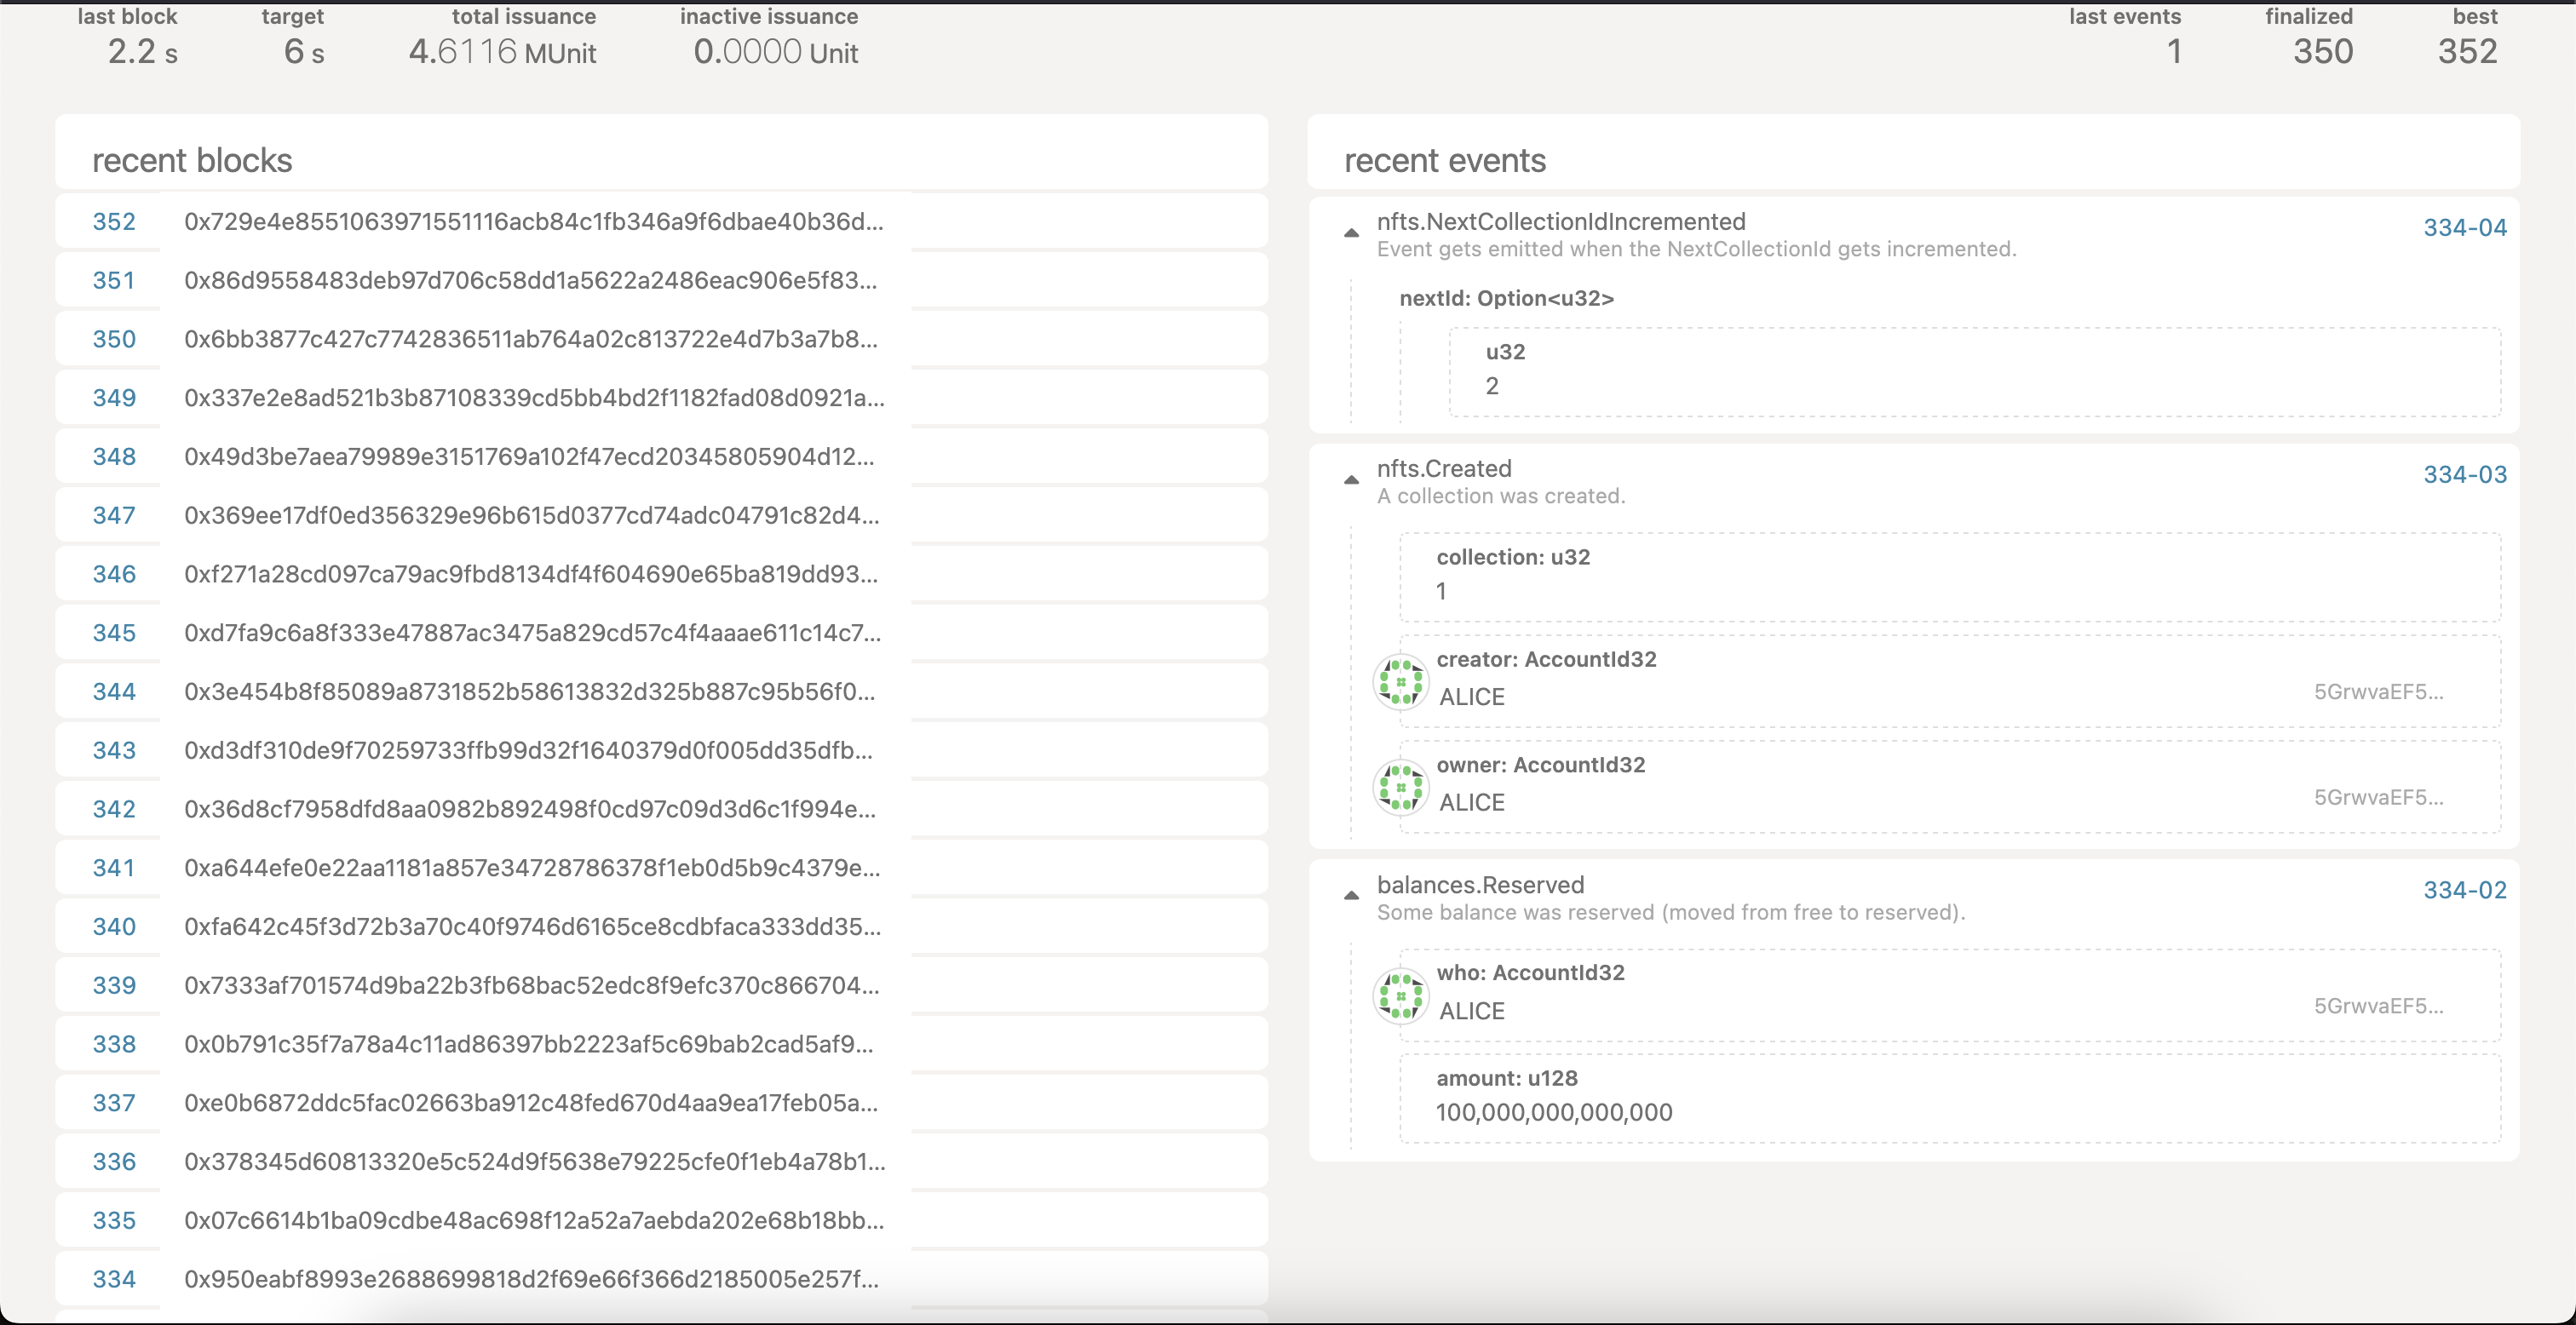 last block target total issuance inactive issuance last events finalized best
2.2 s 6 s 4.6116 MUnit 0.0000 Unit 1 350 352
recent blocks
352 0x729e4e8551063971551116acb84c1fb346a9f6dbae40b36d...
351 0x86d9558483deb97d706c58dd1a5622a2486eac906e5f83...
350 0x6bb3877c427c7742836511ab764a02c813722e4d7b3a7b8...
349 0x337e2e8ad521b3b87108339cd5bb4bd2f1182fad08d0921a...
348 0x49d3be7aea79989e3151769a102f47ecd20345805904d12...
347 0x369ee17df0ed356329e96b615d0377cd74adc04791c82d4...
346 0xf271a28cd097ca79ac9fbd8134df4f604690e65ba819dd93...
345 0xd7fa9c6a8f333e47887ac3475a829cd57c4f4aaae611c14c7...
344 0x3e454b8f85089a8731852b58613832d325b887c95b56f0...
343 0xd3df310de9f70259733ffb99d32f1640379d0f005dd35dfb...
342 0x36d8cf7958dfd8aa0982b892498f0cd97c09d3d6c1f994e...
341 0xa644efe0e22aa1181a857e34728786378f1eb0d5b9c4379e...
340 0xfa642c45f3d72b3a70c40f9746d6165ce8cdbfaca333dd35...
339 0x7333af701574d9ba22b3fb68bac52edc8f9efc370c866704...
338 0x0b791c35f7a78a4c11ad86397bb2223af5c69bab2cad5af9...
337 0xe0b6872ddc5fac02663ba912c48fed670d4aa9ea17feb05a...
336 0x378345d60813320e5c524d9f5638e79225cfe0f1eb4a78b1...
335 0x07c6614b1ba09cdbe48ac698f12a52a7aebda202e68b18bb...
334 0x950eabf8993e2688699818d2f69e66f366d2185005e257f...
recent events
nfts.NextCollectionIdIncremented 334-04
Event gets emitted when the NextCollectionId gets incremented.
nextId: Option<u32>
u32
2
nfts.Created 334-03
A collection was created.
collection: u32
1
creator: AccountId32
ALICE 5GrwvaEF5...
owner: AccountId32
ALICE 5GrwvaEF5...
balances.Reserved 334-02
Some balance was reserved (moved from free to reserved).
who: AccountId32
ALICE 5GrwvaEF5...
amount: u128
100,000,000,000,000